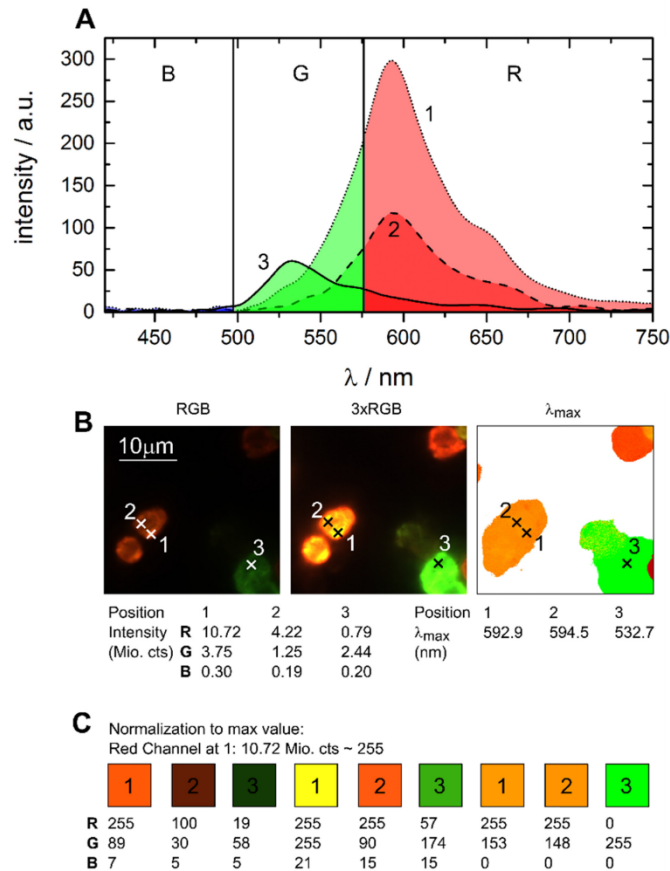 A
B G R
300
250
200
150
100
50
0
intensity / a.u.
1
2
3
450 500 550 600 650 700 750
λ / nm
B
RGB 3xRGB λmax
10μm
2 1 3
2 1 3
2 1 3
Position 1 2 3 Position 1 2 3
Intensity R 10.72 4.22 0.79 λmax 592.9 594.5 532.7
(Mio. cts) G 3.75 1.25 2.44 (nm)
B 0.30 0.19 0.20
C
Normalization to max value:
Red Channel at 1: 10.72 Mio. cts ~ 255
1 2 3 1 2 3 1 2 3
R 255 100 19 255 255 57 255 255 0
G 89 30 58 255 90 174 153 148 255
B 7 5 5 21 15 15 0 0 0